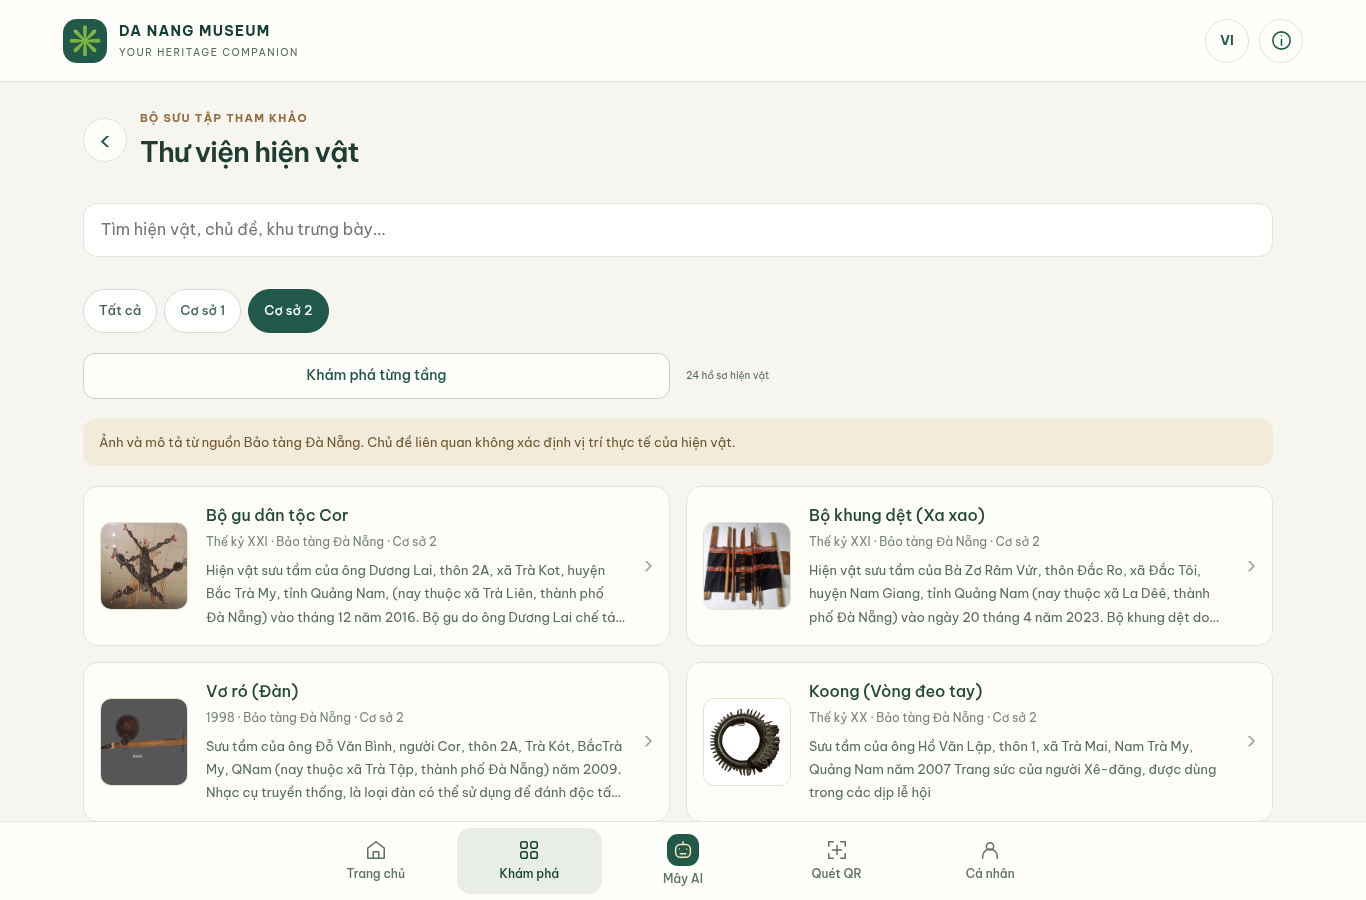 DA NANG MUSEUM
YOUR HERITAGE COMPANION
VI
BỘ SƯU TẬP THAM KHẢO
Thư viện hiện vật
Tìm hiện vật, chủ đề, khu trưng bày...
Tất cả
Cơ sở 1
Cơ sở 2
Khám phá từng tầng
24 hồ sơ hiện vật
Ảnh và mô tả từ nguồn Bảo tàng Đà Nẵng. Chủ đề liên quan không xác định vị trí thực tế của hiện vật.
Bộ gu dân tộc Cor
Thế kỷ XXI · Bảo tàng Đà Nẵng · Cơ sở 2
Hiện vật sưu tầm của ông Dương Lai, thôn 2A, xã Trà Kot, huyện
Bắc Trà My, tỉnh Quảng Nam, (nay thuộc xã Trà Liên, thành phố
Đà Nẵng) vào tháng 12 năm 2016. Bộ gu do ông Dương Lai chế tá...
Bộ khung dệt (Xa xao)
Thế kỷ XXI · Bảo tàng Đà Nẵng · Cơ sở 2
Hiện vật sưu tầm của Bà Zơ Râm Vứr, thôn Đắc Ro, xã Đắc Tôi,
huyện Nam Giang, tỉnh Quảng Nam (nay thuộc xã La Dêê, thành
phố Đà Nẵng) vào ngày 20 tháng 4 năm 2023. Bộ khung dệt do...
Vơ ró (Đàn)
1998 · Bảo tàng Đà Nẵng · Cơ sở 2
Sưu tầm của ông Đỗ Văn Bình, người Cor, thôn 2A, Trà Kót, BắcTrà
My, QNam (nay thuộc xã Trà Tập, thành phố Đà Nẵng) năm 2009.
Nhạc cụ truyền thống, là loại đàn có thể sử dụng để đánh độc tấ...
Koong (Vòng đeo tay)
Thế kỷ XX · Bảo tàng Đà Nẵng · Cơ sở 2
Sưu tầm của ông Hồ Văn Lập, thôn 1, xã Trà Mai, Nam Trà My,
Quảng Nam năm 2007 Trang sức của người Xê-đăng, được dùng
trong các dịp lễ hội
Trang chủ
Khám phá
Mây AI
Quét QR
Cá nhân